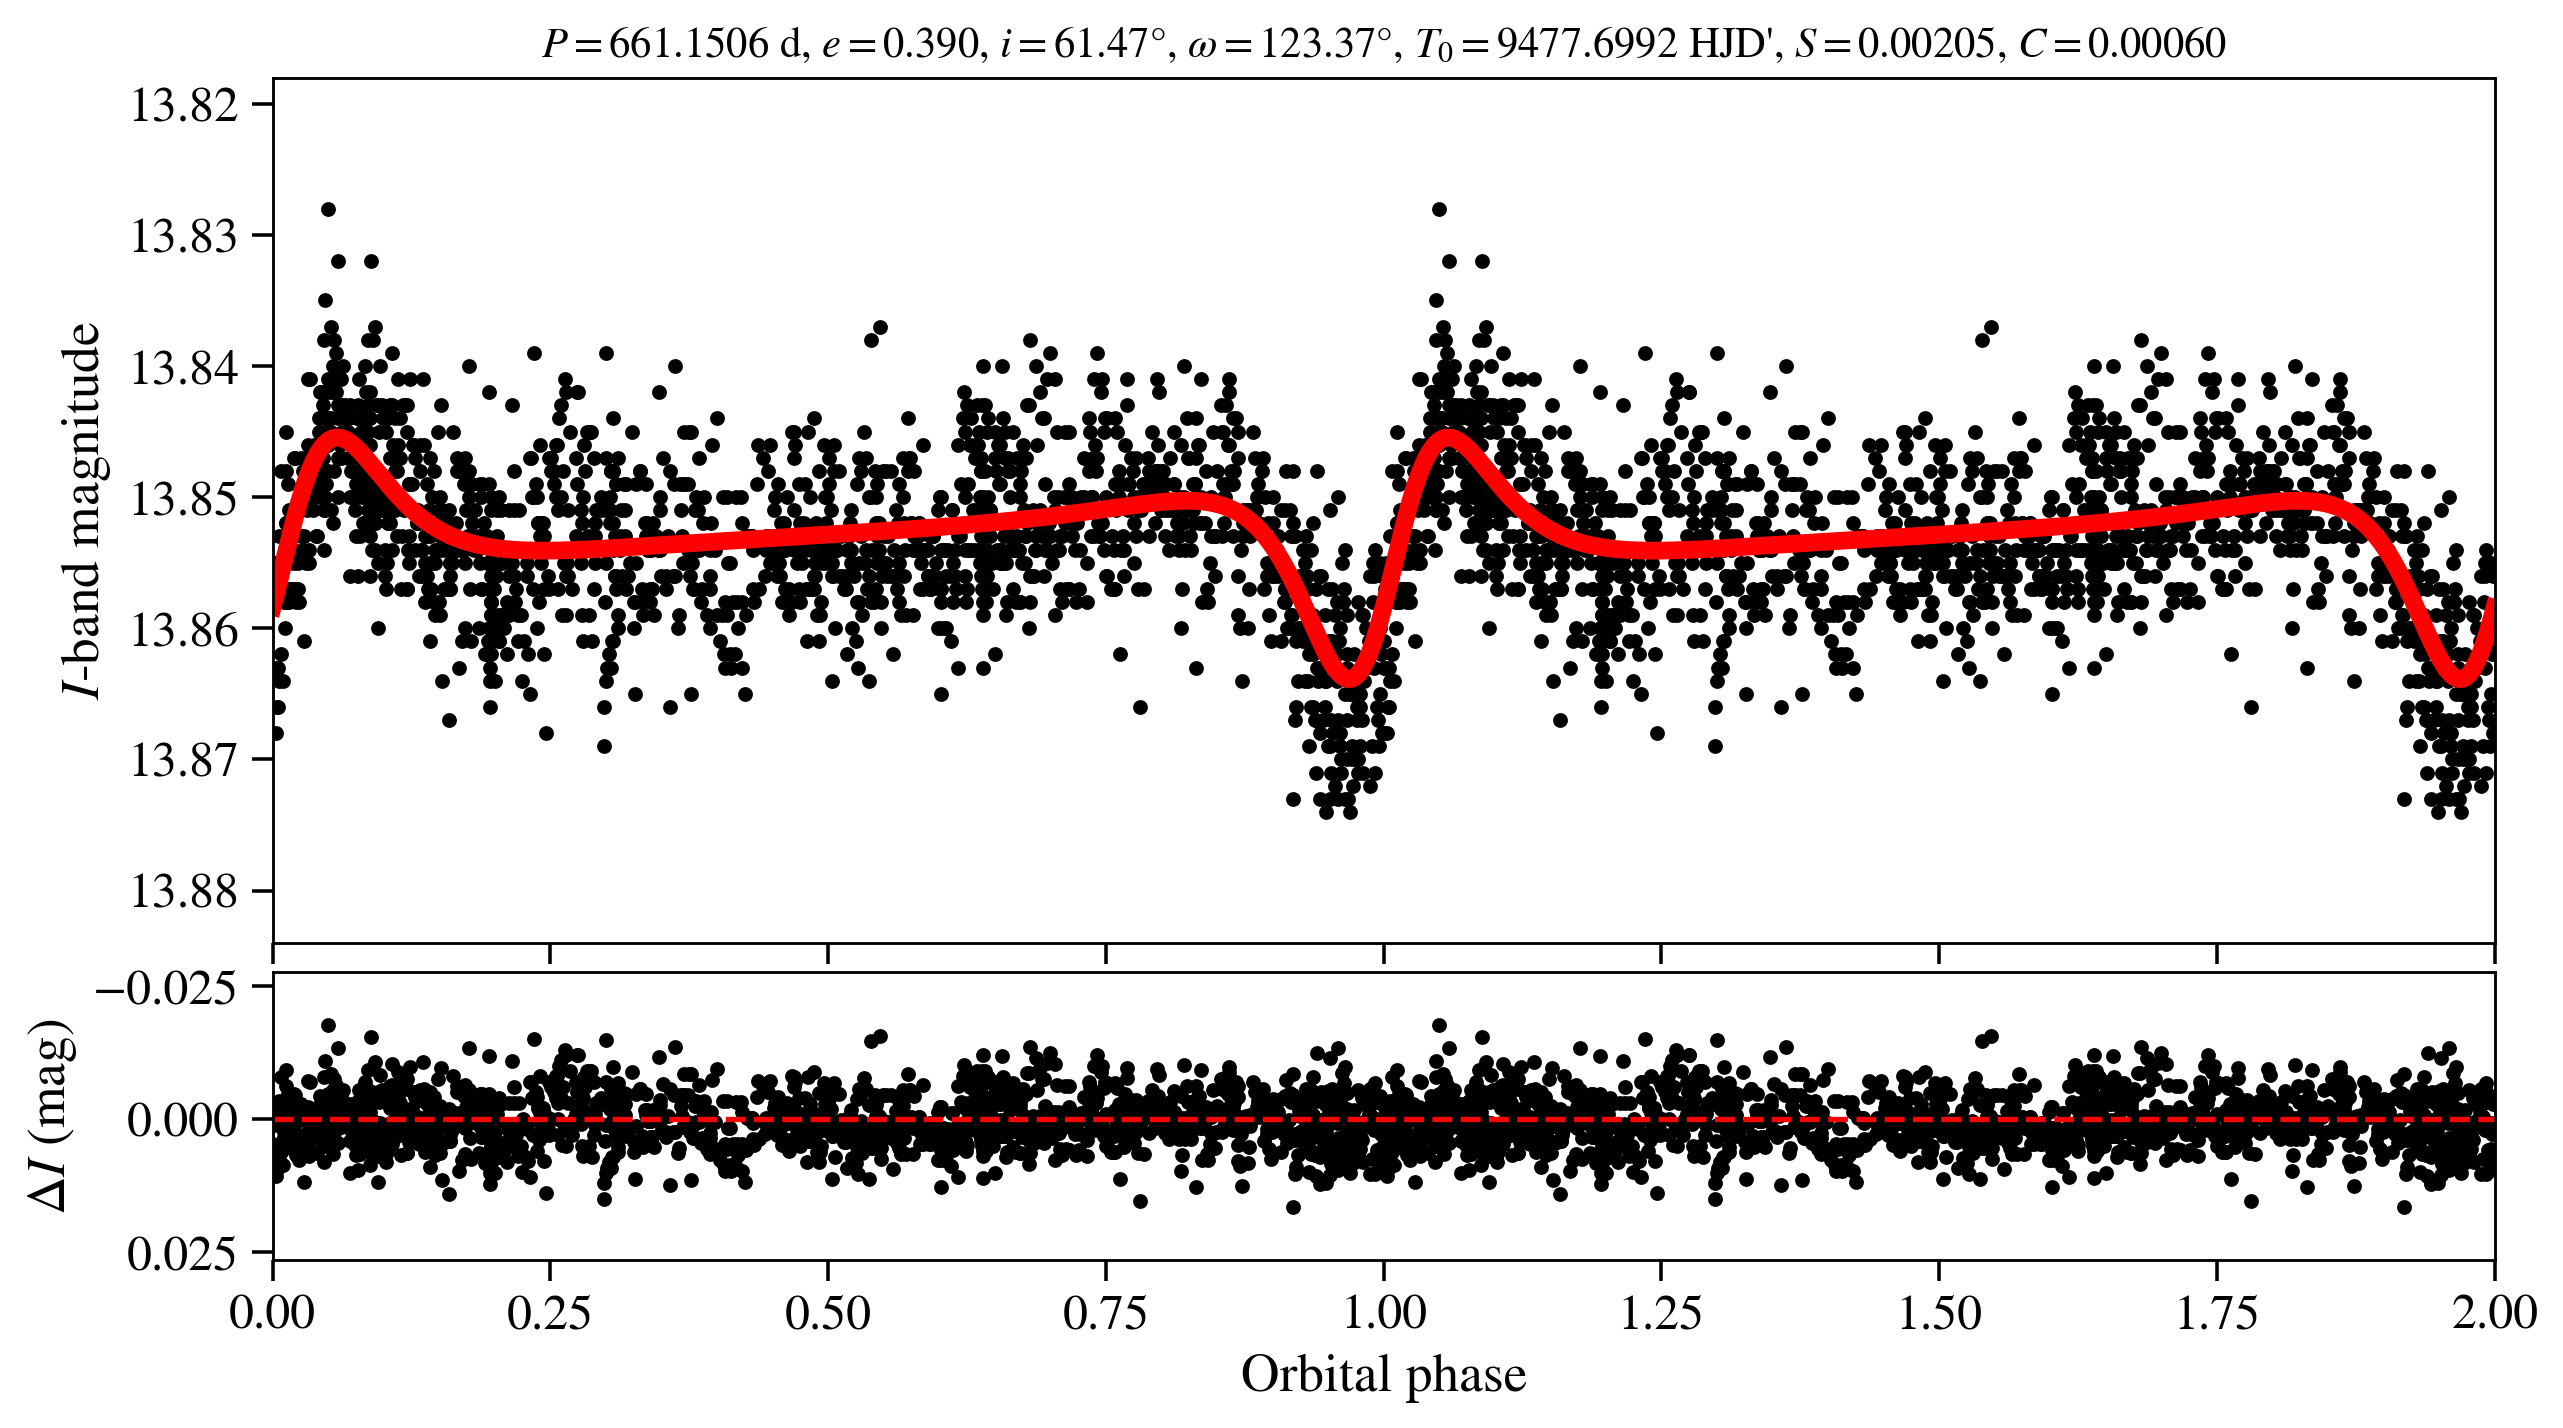 P = 661.1506 d, e = 0.390, i = 61.47°, ω = 123.37°, T₀ = 9477.6992 HJD', S = 0.00205, C = 0.00060
13.82
13.83
13.84
13.85
13.86
13.87
13.88
I-band magnitude
−0.025
0.000
0.025
ΔI (mag)
0.00 0.25 0.50 0.75 1.00 1.25 1.50 1.75 2.00
Orbital phase